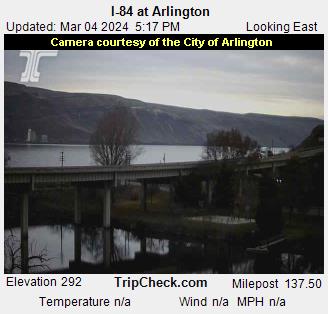 I-84 at Arlington
Updated: Mar 04 2024 5:17 PM Looking East
Camera courtesy of the City of Arlington
Elevation 292 TripCheck.com Milepost 137.50
Temperature n/a Wind n/a MPH n/a